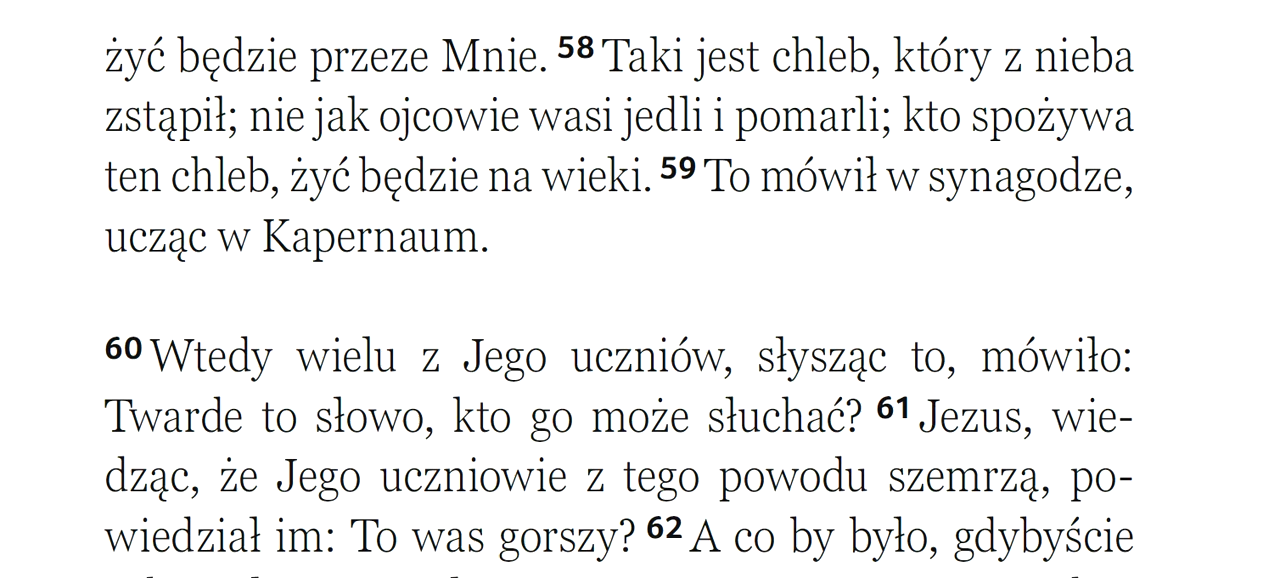 żyć będzie przeze Mnie. 58 Taki jest chleb, który z nieba
zstąpił; nie jak ojcowie wasi jedli i pomarli; kto spożywa
ten chleb, żyć będzie na wieki. 59 To mówił w synagodze,
ucząc w Kapernaum.
60 Wtedy wielu z Jego uczniów, słysząc to, mówiło:
Twarde to słowo, kto go może słuchać? 61 Jezus, wie-
dząc, że Jego uczniowie z tego powodu szemrzą, po-
wiedział im: To was gorszy? 62 A co by było, gdybyście